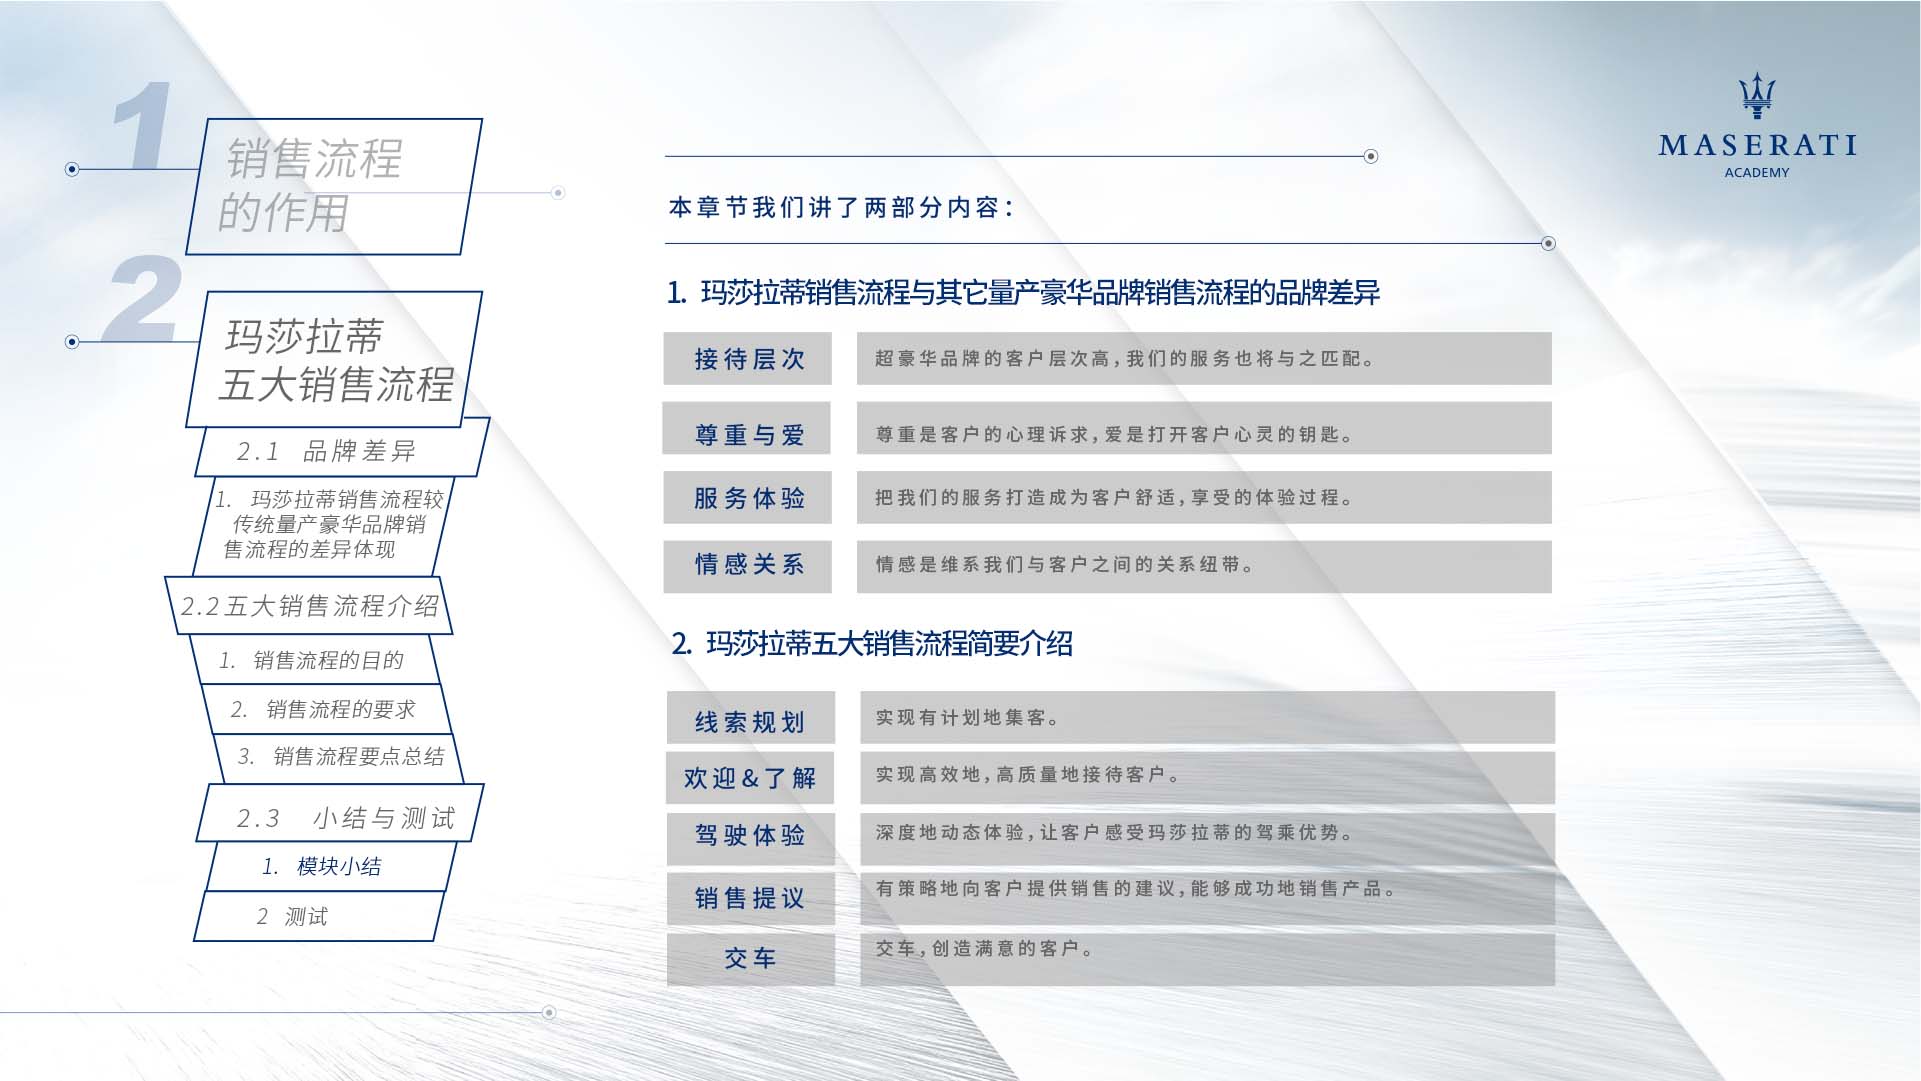 1
销售流程
的作用
2
玛莎拉蒂
五大销售流程
2.1 品牌差异
1. 玛莎拉蒂销售流程较
传统量产豪华品牌销
售流程的差异体现
2.2五大销售流程介绍
1. 销售流程的目的
2. 销售流程的要求
3. 销售流程要点总结
2.3 小结与测试
1. 模块小结
2 测试
MASERATI
ACADEMY
本章节我们讲了两部分内容：
1. 玛莎拉蒂销售流程与其它量产豪华品牌销售流程的品牌差异
接待层次 超豪华品牌的客户层次高，我们的服务也将与之匹配。
尊重与爱 尊重是客户的心理诉求，爱是打开客户心灵的钥匙。
服务体验 把我们的服务打造成为客户舒适，享受的体验过程。
情感关系 情感是维系我们与客户之间的关系纽带。
2. 玛莎拉蒂五大销售流程简要介绍
线索规划 实现有计划地集客。
欢迎&了解 实现高效地，高质量地接待客户。
驾驶体验 深度地动态体验，让客户感受玛莎拉蒂的驾乘优势。
销售提议 有策略地向客户提供销售的建议，能够成功地销售产品。
交车 交车，创造满意的客户。